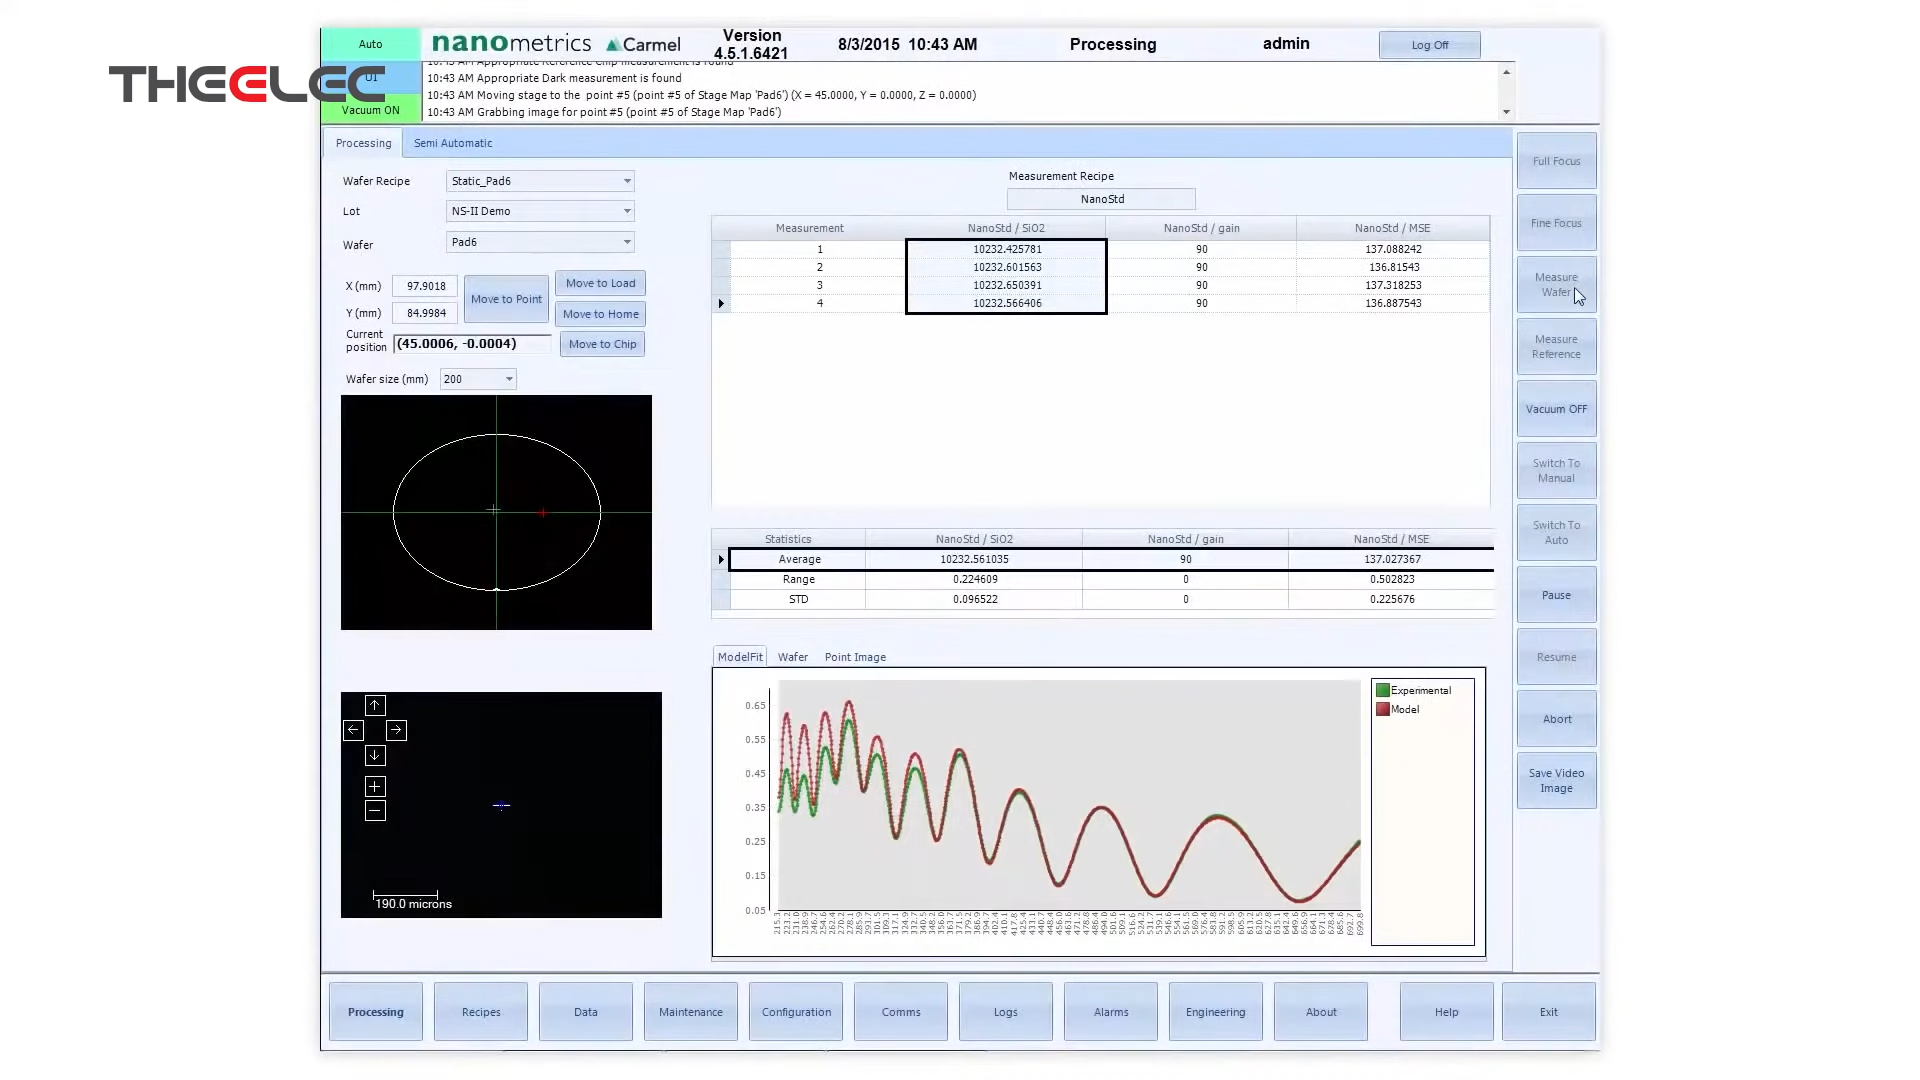 THEELEC
Auto
UI
Vacuum ON
nanometrics Carmel
Version
4.5.1.6421
8/3/2015 10:43 AM
Processing
admin
Log Off
10:43 AM Appropriate Reference Chip measurement is found
10:43 AM Appropriate Dark measurement is found
10:43 AM Moving stage to the point #5 (point #5 of Stage Map 'Pad6') (X = 45.0000, Y = 0.0000, Z = 0.0000)
10:43 AM Grabbing image for point #5 (point #5 of Stage Map 'Pad6')
Processing Semi Automatic
Wafer Recipe Static_Pad6
Lot NS-II Demo
Wafer Pad6
X (mm) 97.9018
Y (mm) 84.9984
Move to Point
Move to Load
Move to Home
Move to Chip
Current
position (45.0006, -0.0004)
Wafer size (mm) 200
190.0 microns
Measurement Recipe
NanoStd
Measurement NanoStd / SiO2 NanoStd / gain NanoStd / MSE
1 10232.425781 90 137.088242
2 10232.601563 90 136.81543
3 10232.650391 90 137.318253
4 10232.566406 90 136.887543
Statistics NanoStd / SiO2 NanoStd / gain NanoStd / MSE
Average 10232.561035 90 137.027367
Range 0.224609 0 0.502823
STD 0.096522 0 0.225676
ModelFit Wafer Point Image
0.65
0.55
0.45
0.35
0.25
0.15
0.05
Experimental
Model
Full Focus
Fine Focus
Measure
Wafer
Measure
Reference
Vacuum OFF
Switch To
Manual
Switch To
Auto
Pause
Resume
Abort
Save Video
Image
Processing Recipes Data Maintenance Configuration Comms Logs Alarms Engineering About Help Exit